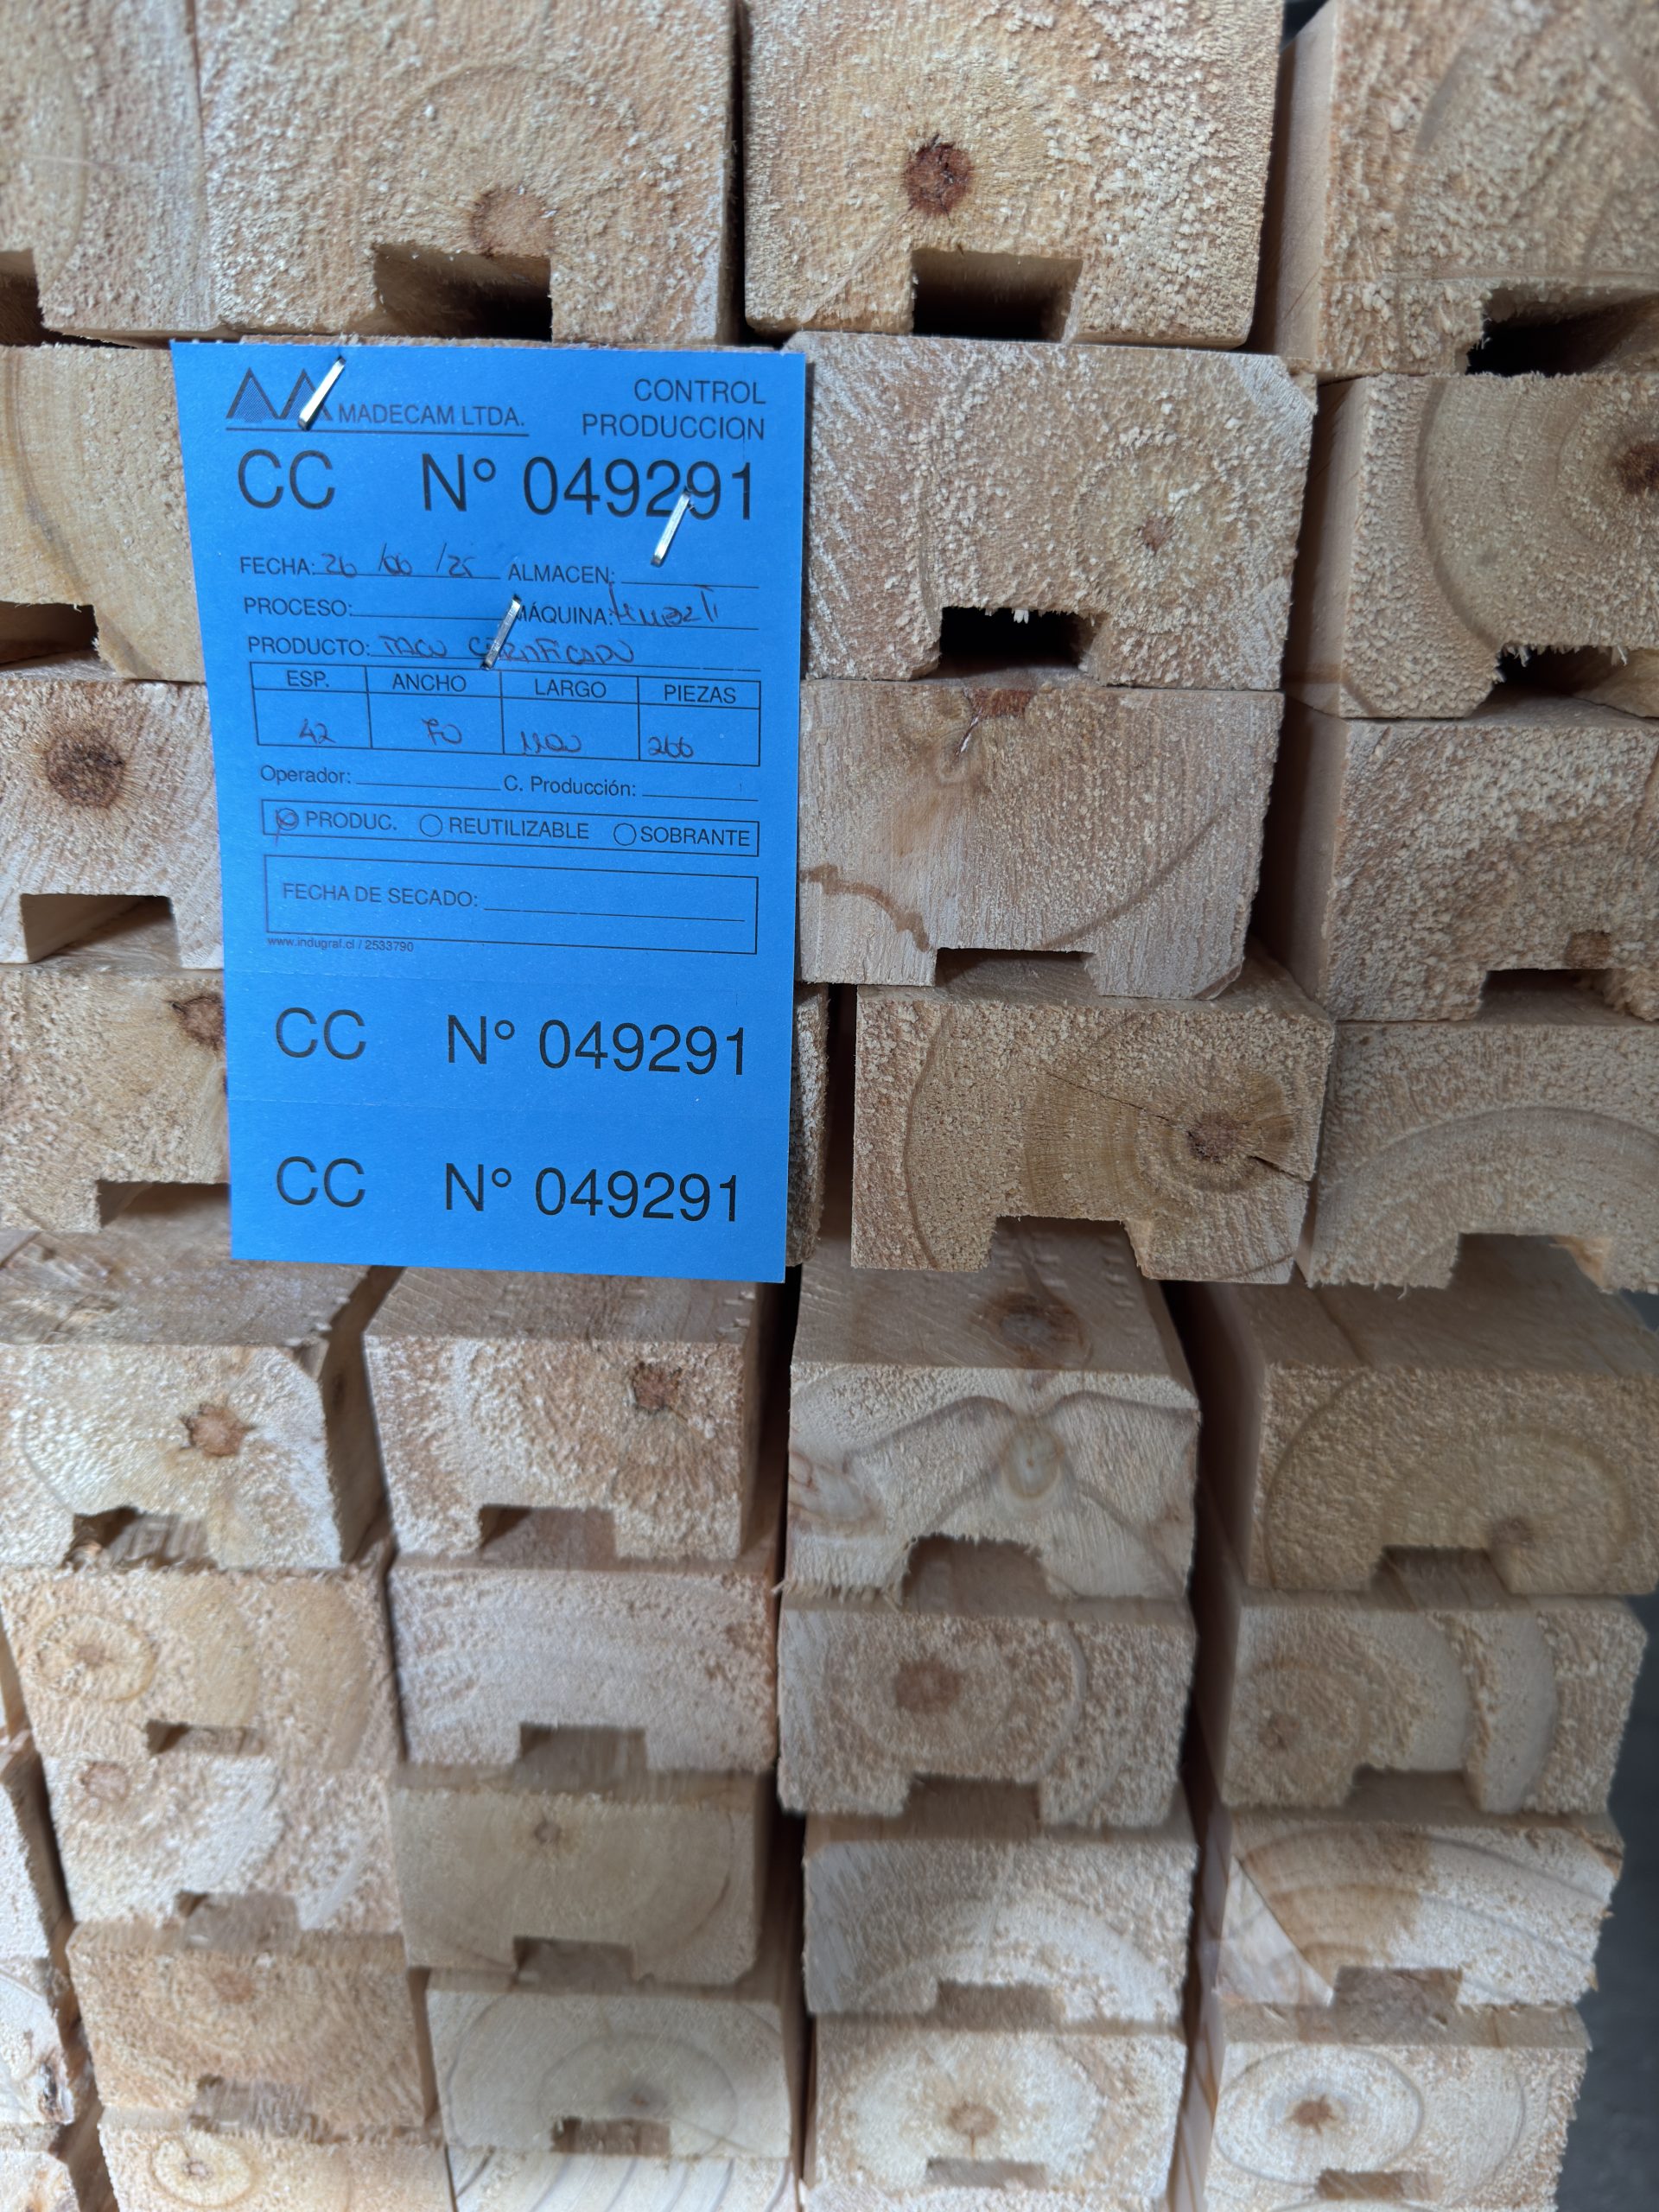 MADECAM LTDA.
CONTROL
PRODUCCION
CC N° 049291
FECHA: 26 /06 /25 ALMACEN:
PROCESO: MÁQUINA:
PRODUCTO: TACO CERTIFICADO
ESP. ANCHO LARGO PIEZAS
42 70 1100 266
Operador: C. Producción:
PRODUC. REUTILIZABLE SOBRANTE
FECHA DE SECADO:
www.indugraf.cl / 2533790
CC N° 049291
CC N° 049291